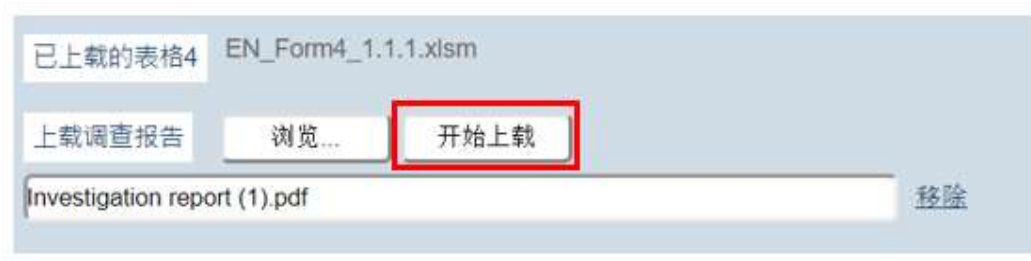 已上载的表格4 EN_Form4_1.1.1.xlsm
上载调查报告 浏览... 开始上载
Investigation report (1).pdf 移除